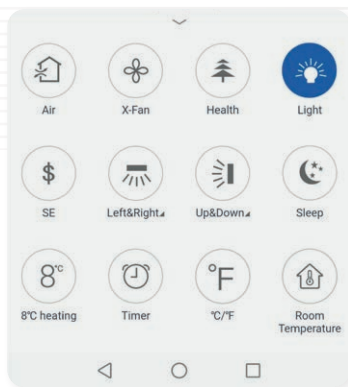 Air X-Fan Health Light
$
SE Left&Right Up&Down Sleep
8°C °F
8℃ heating Timer ℃/℉ Room
Temperature